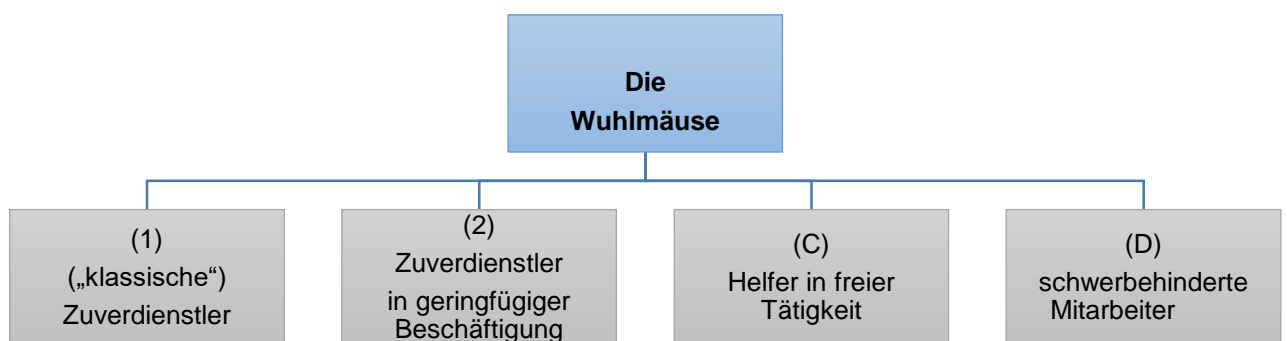 Die
Wuhlmäuse
(1)
(„klassische“)
Zuverdienstler
(2)
Zuverdienstler
in geringfügiger
Beschäftigung
(C)
Helfer in freier
Tätigkeit
(D)
schwerbehinderte
Mitarbeiter